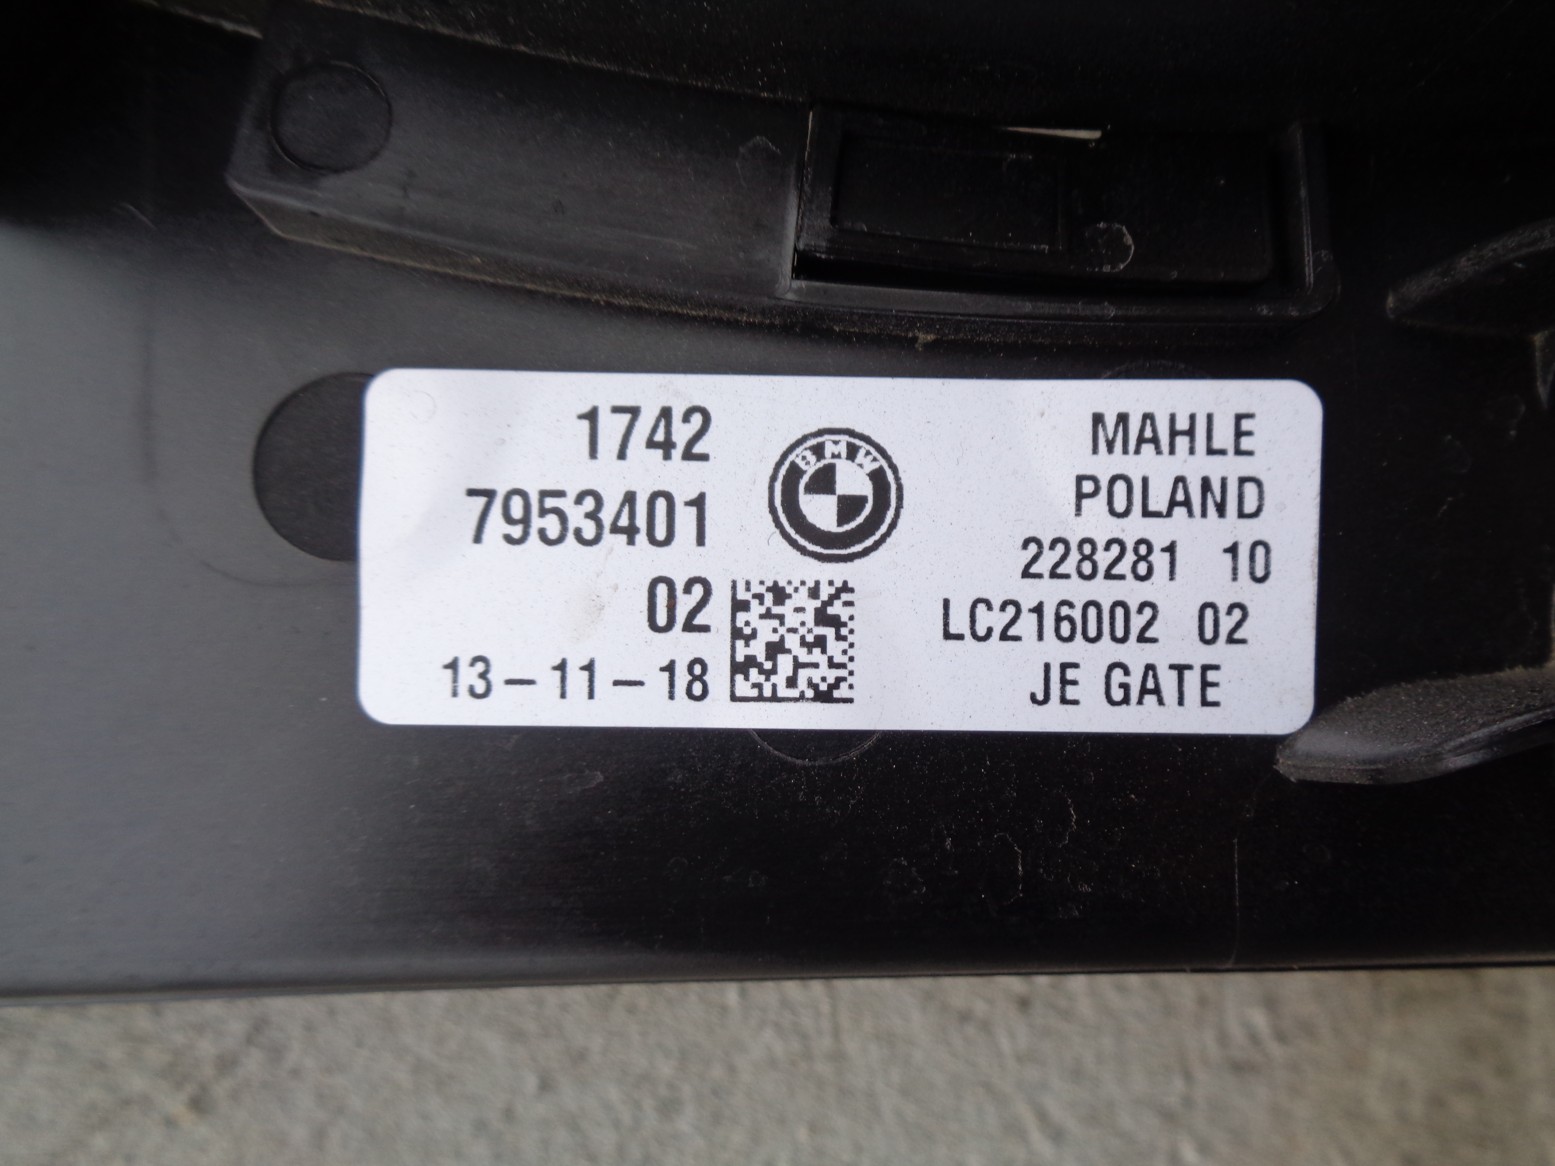 1742
7953401
02
13-11-18
BMW
MAHLE
POLAND
228281 10
LC216002 02
JE GATE